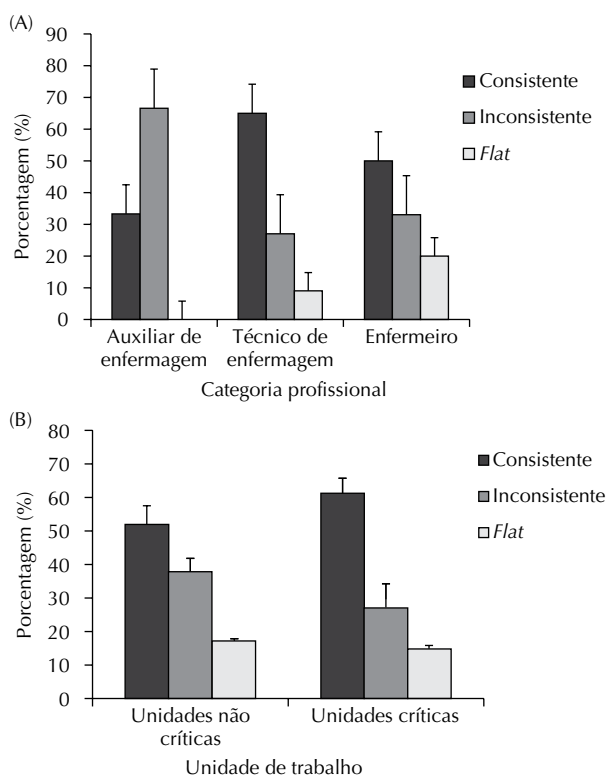 (A)
90
80
70
60
50
40
30
20
10
0
Porcentagem (%)
Consistente
Inconsistente
Flat
Auxiliar de
enfermagem
Técnico de
enfermagem
Enfermeiro
Categoria profissional
(B)
80
70
60
50
40
30
20
10
0
Porcentagem (%)
Consistente
Inconsistente
Flat
Unidades não
críticas
Unidades críticas
Unidade de trabalho